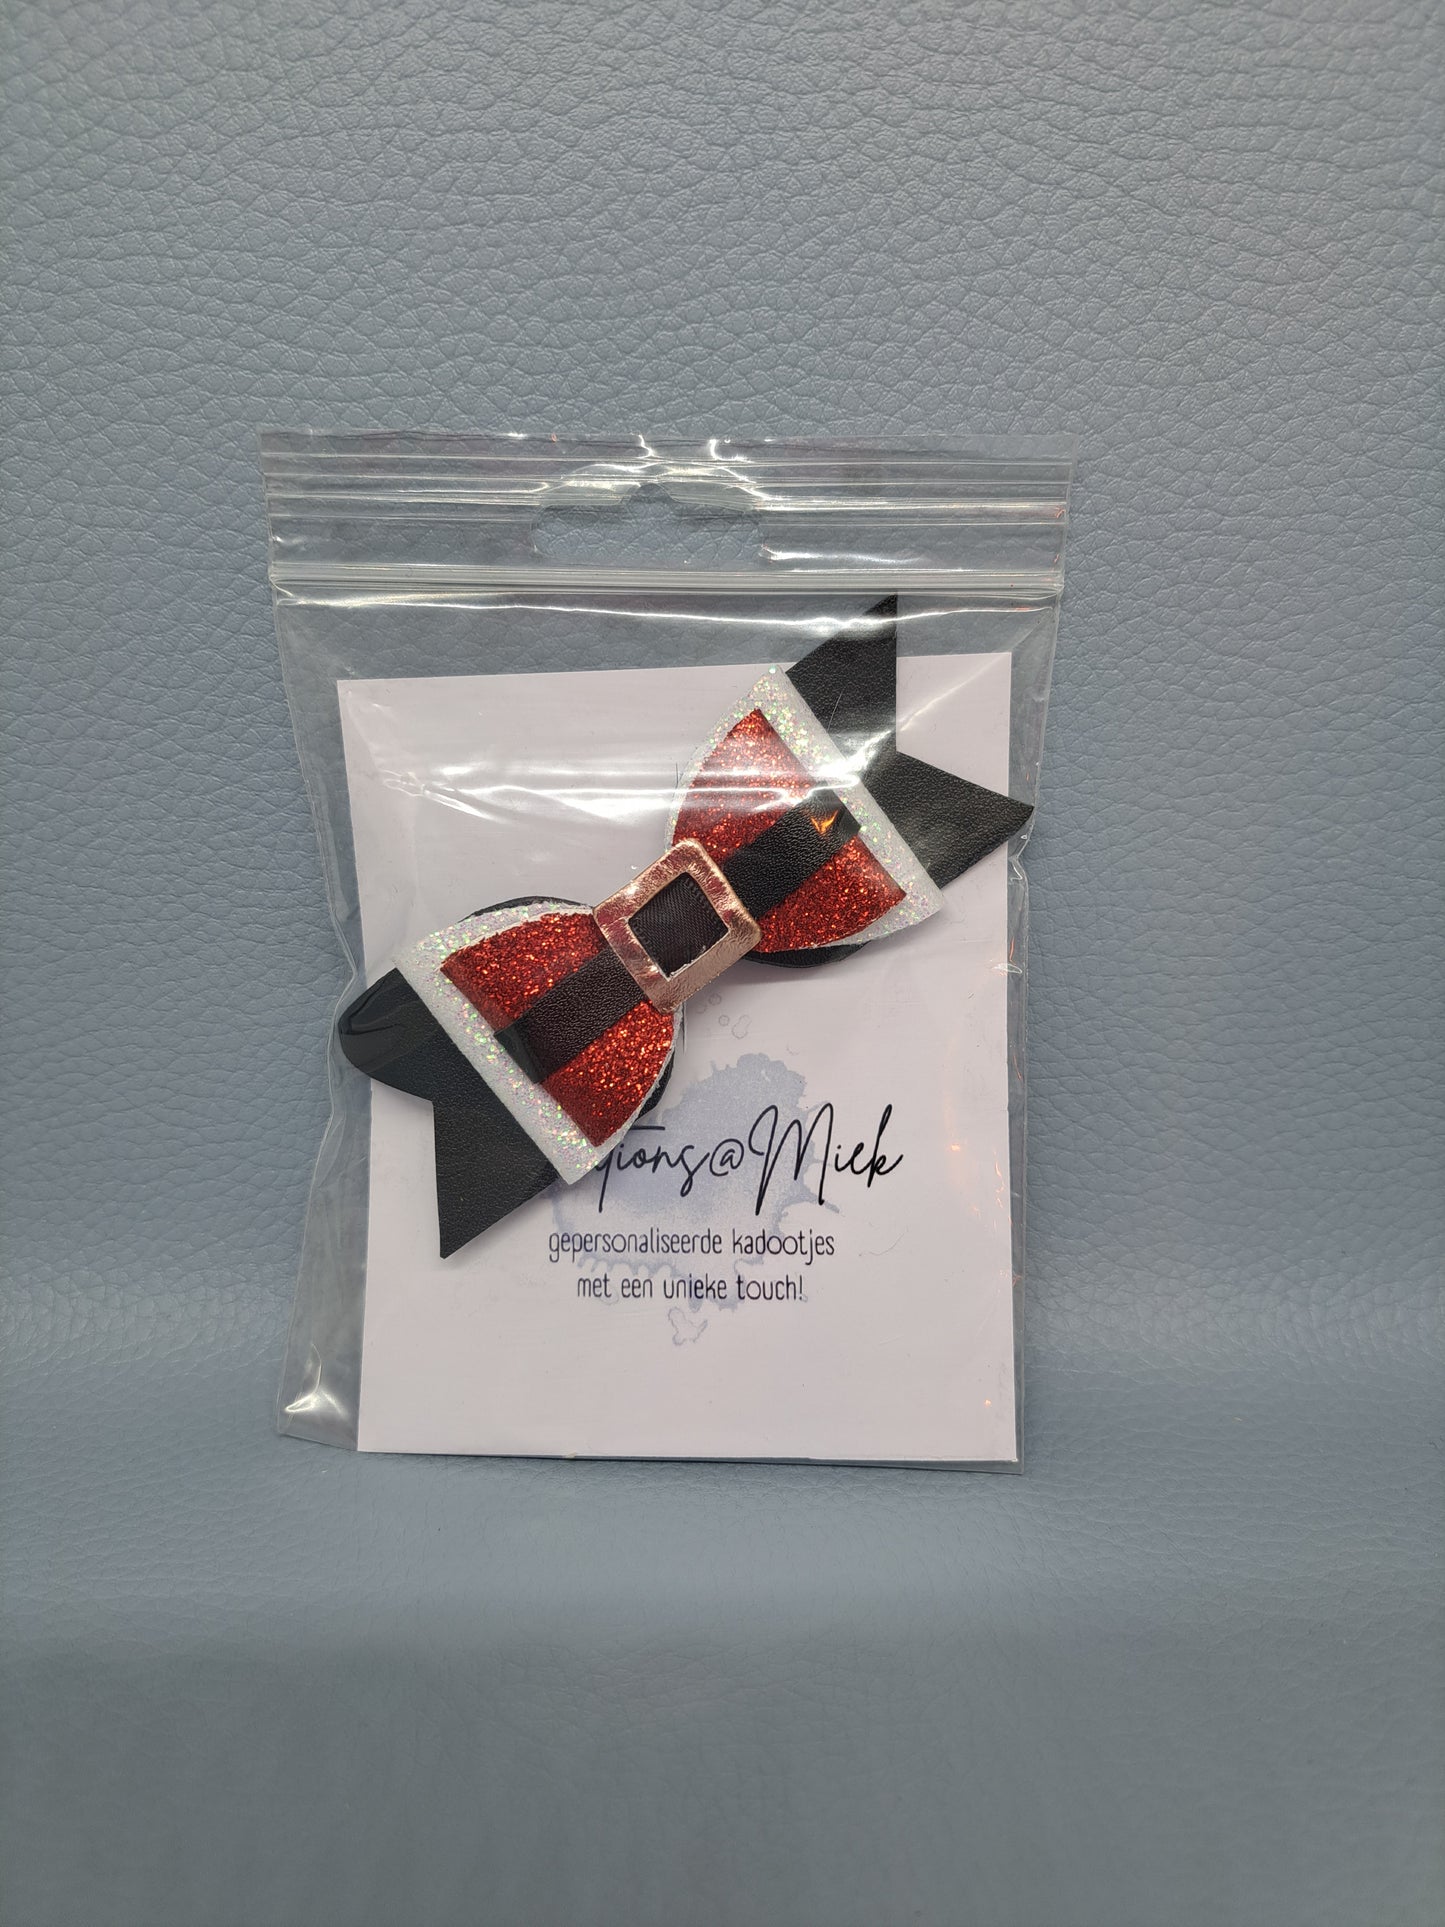 tions@Miek
gepersonaliseerde kadootjes
met een unieke touch!